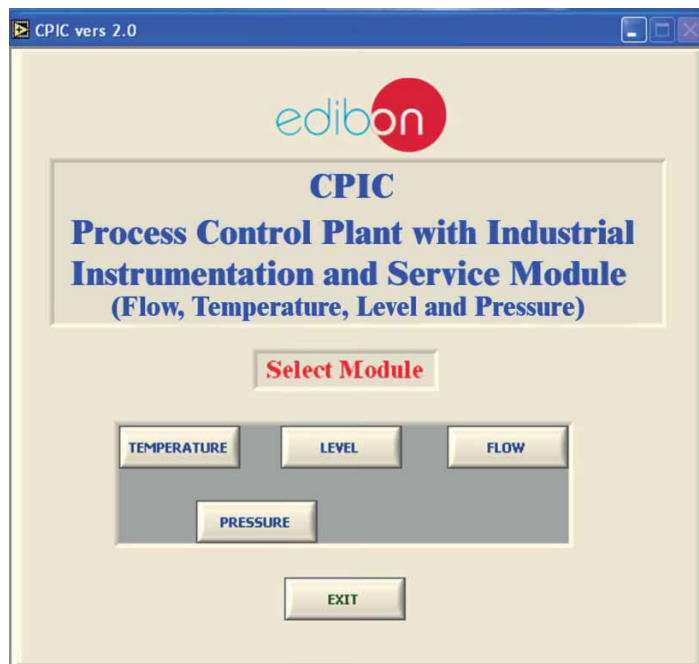 CPIC vers 2.0
edibon
CPIC
Process Control Plant with Industrial
Instrumentation and Service Module
(Flow, Temperature, Level and Pressure)
Select Module
TEMPERATURE LEVEL FLOW
PRESSURE
EXIT